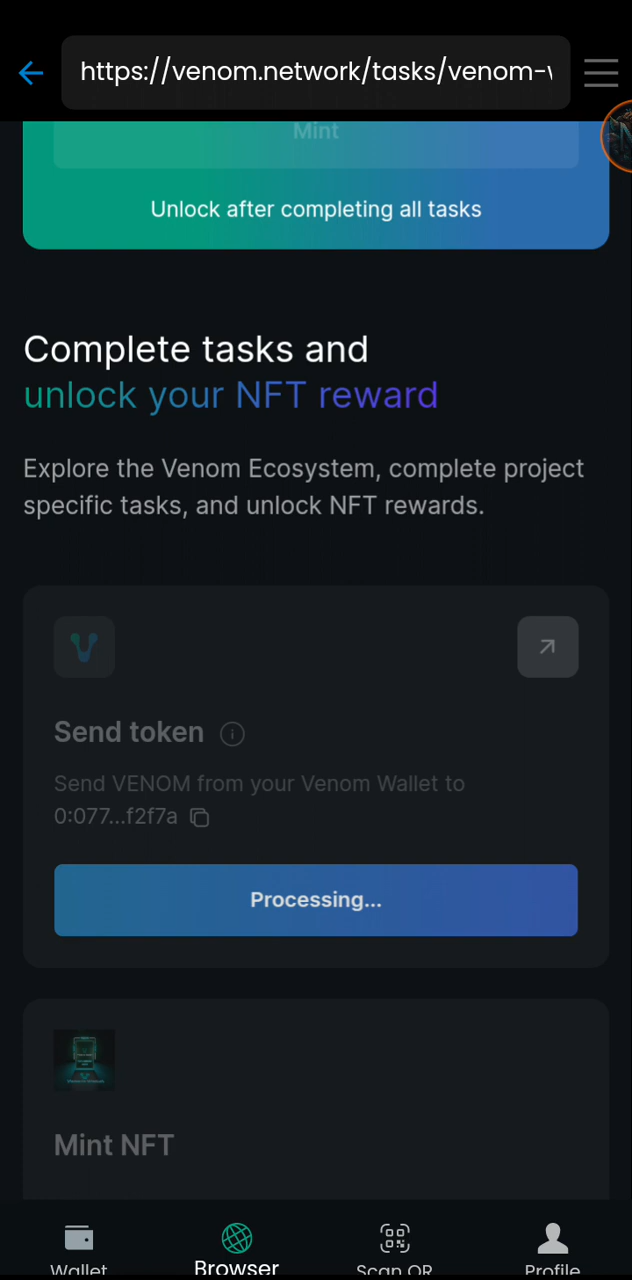 https://venom.network/tasks/venom-
Mint
Unlock after completing all tasks
Complete tasks and
unlock your NFT reward
Explore the Venom Ecosystem, complete project
specific tasks, and unlock NFT rewards.
Send token
Send VENOM from your Venom Wallet to
0:077...f2f7a
Processing...
Mint NFT
Wallet Browser Scan QR Profile